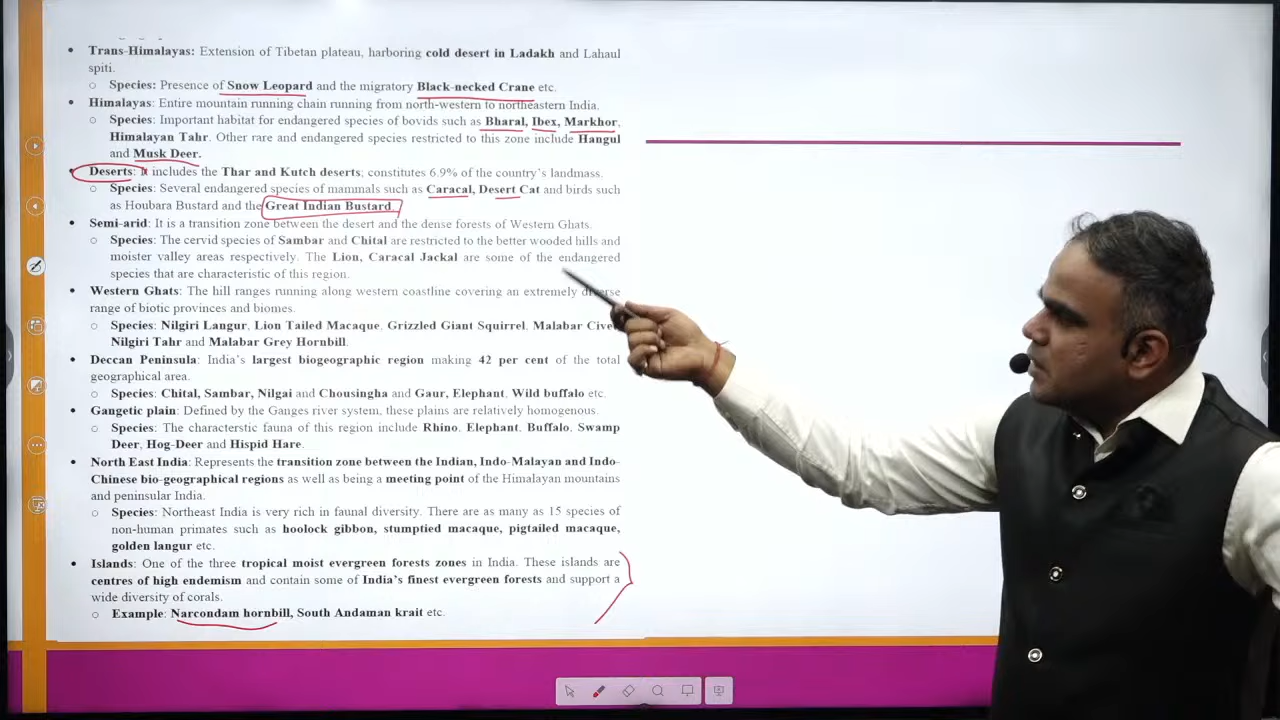 • Trans-Himalayas: Extension of Tibetan plateau, harboring cold desert in Ladakh and Lahaul
spiti.
o Species: Presence of Snow Leopard and the migratory Black-necked Crane etc.
• Himalayas: Entire mountain running chain running from north-western to northeastern India.
o Species: Important habitat for endangered species of bovids such as Bharal, Ibex, Markhor,
Himalayan Tahr. Other rare and endangered species restricted to this zone include Hangul
and Musk Deer.
• Deserts: It includes the Thar and Kutch deserts; constitutes 6.9% of the country's landmass.
o Species: Several endangered species of mammals such as Caracal, Desert Cat and birds such
as Houbara Bustard and the Great Indian Bustard.
• Semi-arid: It is a transition zone between the desert and the dense forests of Western Ghats.
o Species: The cervid species of Sambar and Chital are restricted to the better wooded hills and
moister valley areas respectively. The Lion, Caracal Jackal are some of the endangered
species that are characteristic of this region.
• Western Ghats: The hill ranges running along western coastline covering an extremely diverse
range of biotic provinces and biomes.
o Species: Nilgiri Langur, Lion Tailed Macaque, Grizzled Giant Squirrel, Malabar Cive
Nilgiri Tahr and Malabar Grey Hornbill.
• Deccan Peninsula: India's largest biogeographic region making 42 per cent of the total
geographical area.
o Species: Chital, Sambar, Nilgai and Chousingha and Gaur, Elephant, Wild buffalo etc.
• Gangetic plain: Defined by the Ganges river system, these plains are relatively homogenous.
o Species: The characterstic fauna of this region include Rhino, Elephant, Buffalo, Swamp
Deer, Hog-Deer and Hispid Hare.
• North East India: Represents the transition zone between the Indian, Indo-Malayan and Indo-
Chinese bio-geographical regions as well as being a meeting point of the Himalayan mountains
and peninsular India.
o Species: Northeast India is very rich in faunal diversity. There are as many as 15 species of
non-human primates such as hoolock gibbon, stumptied macaque, pigtailed macaque,
golden langur etc.
• Islands: One of the three tropical moist evergreen forests zones in India. These islands are
centres of high endemism and contain some of India's finest evergreen forests and support a
wide diversity of corals.
o Example: Narcondam hornbill, South Andaman krait etc.